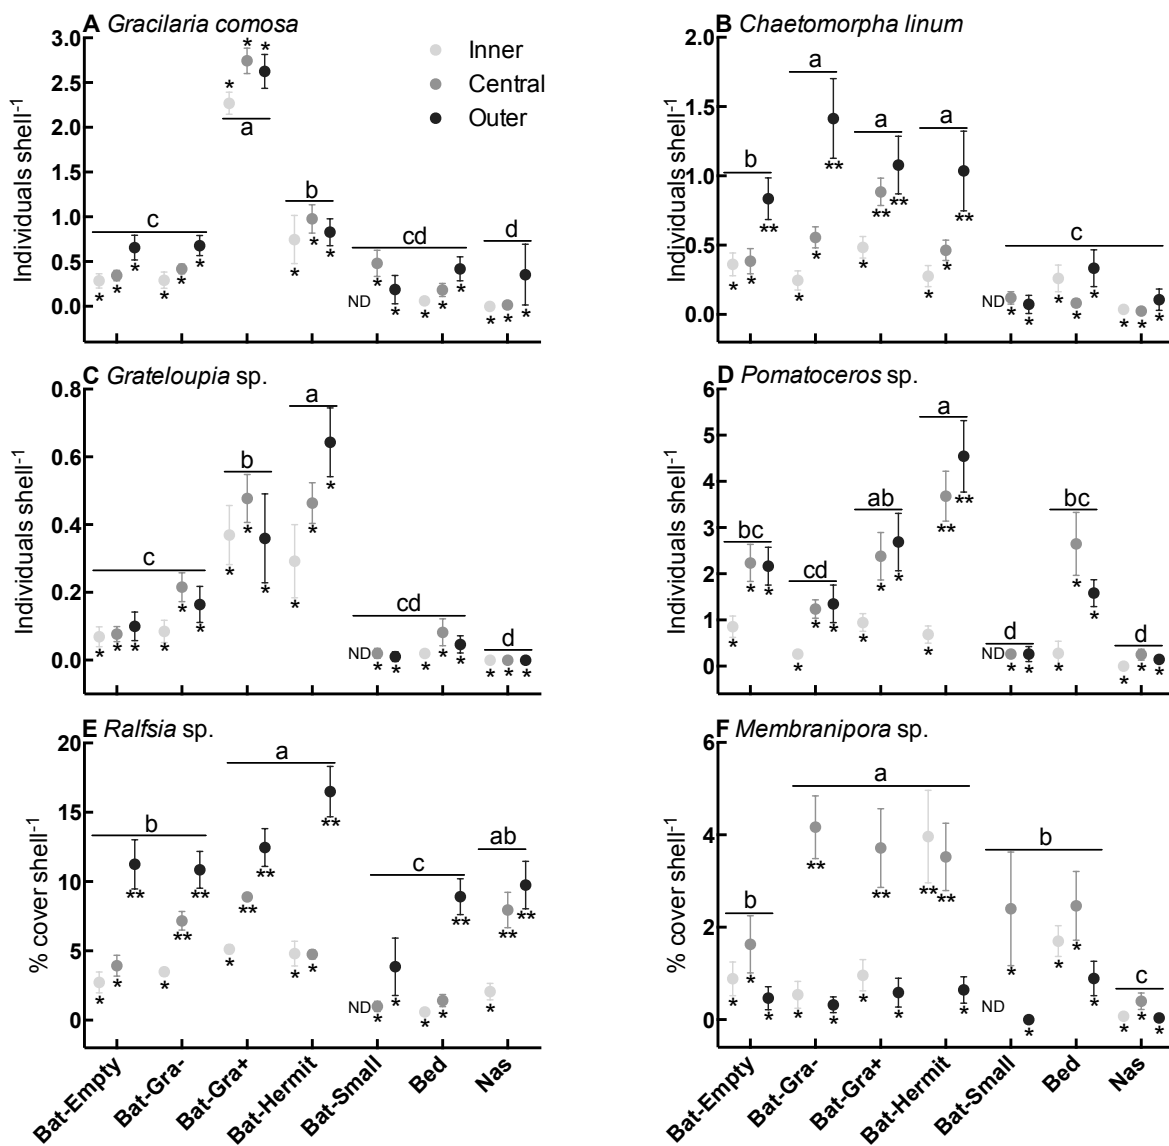 A Gracilaria comosa
B Chaetomorpha linum
Individuals shell-1
3.0
2.5
2.0
1.5
1.0
0.5
0.0
* * * * * * * * * * * * ND * * * * * * * *
c
a
b
cd
d
Inner
Central
Outer
Individuals shell-1
2.0
1.5
1.0
0.5
0.0
* * ** * * ** * ** ** * * ** ND * * * * * * * *
b
a
a
a
c
C Grateloupia sp.
D Pomatoceros sp.
Individuals shell-1
0.8
0.6
0.4
0.2
0.0
* * * * * * * * * * * * ND * * * * * * * *
c
b
a
cd
d
6
5
4
3
2
1
0
* * * * * * * * * * ** ** ND * * * * * * * *
bc
cd
ab
a
d
bc
d
E Ralfsia sp.
F Membranipora sp.
% cover shell-1
20
15
10
5
0
* * ** * ** ** * ** ** * * ** ND * * * * ** * ** **
b
a
c
ab
% cover shell-1
6
4
2
0
* * * * ** * * ** * ** ** * ND * * * * * * * *
b
a
b
c
Bat-Empty
Bat-Gra-
Bat-Gra+
Bat-Hermit
Bat-Small
Bed
Nas
Bat-Empty
Bat-Gra-
Bat-Gra+
Bat-Hermit
Bat-Small
Bed
Nas